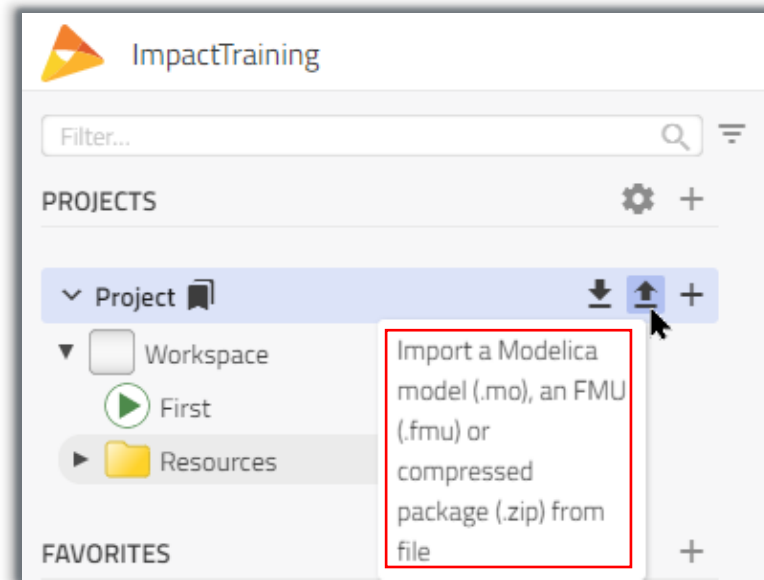 ImpactTraining
Filter...
PROJECTS
Project
Workspace
First
Resources
Import a Modelica
model (.mo), an FMU
(.fmu) or
compressed
package (.zip) from
file
FAVORITES